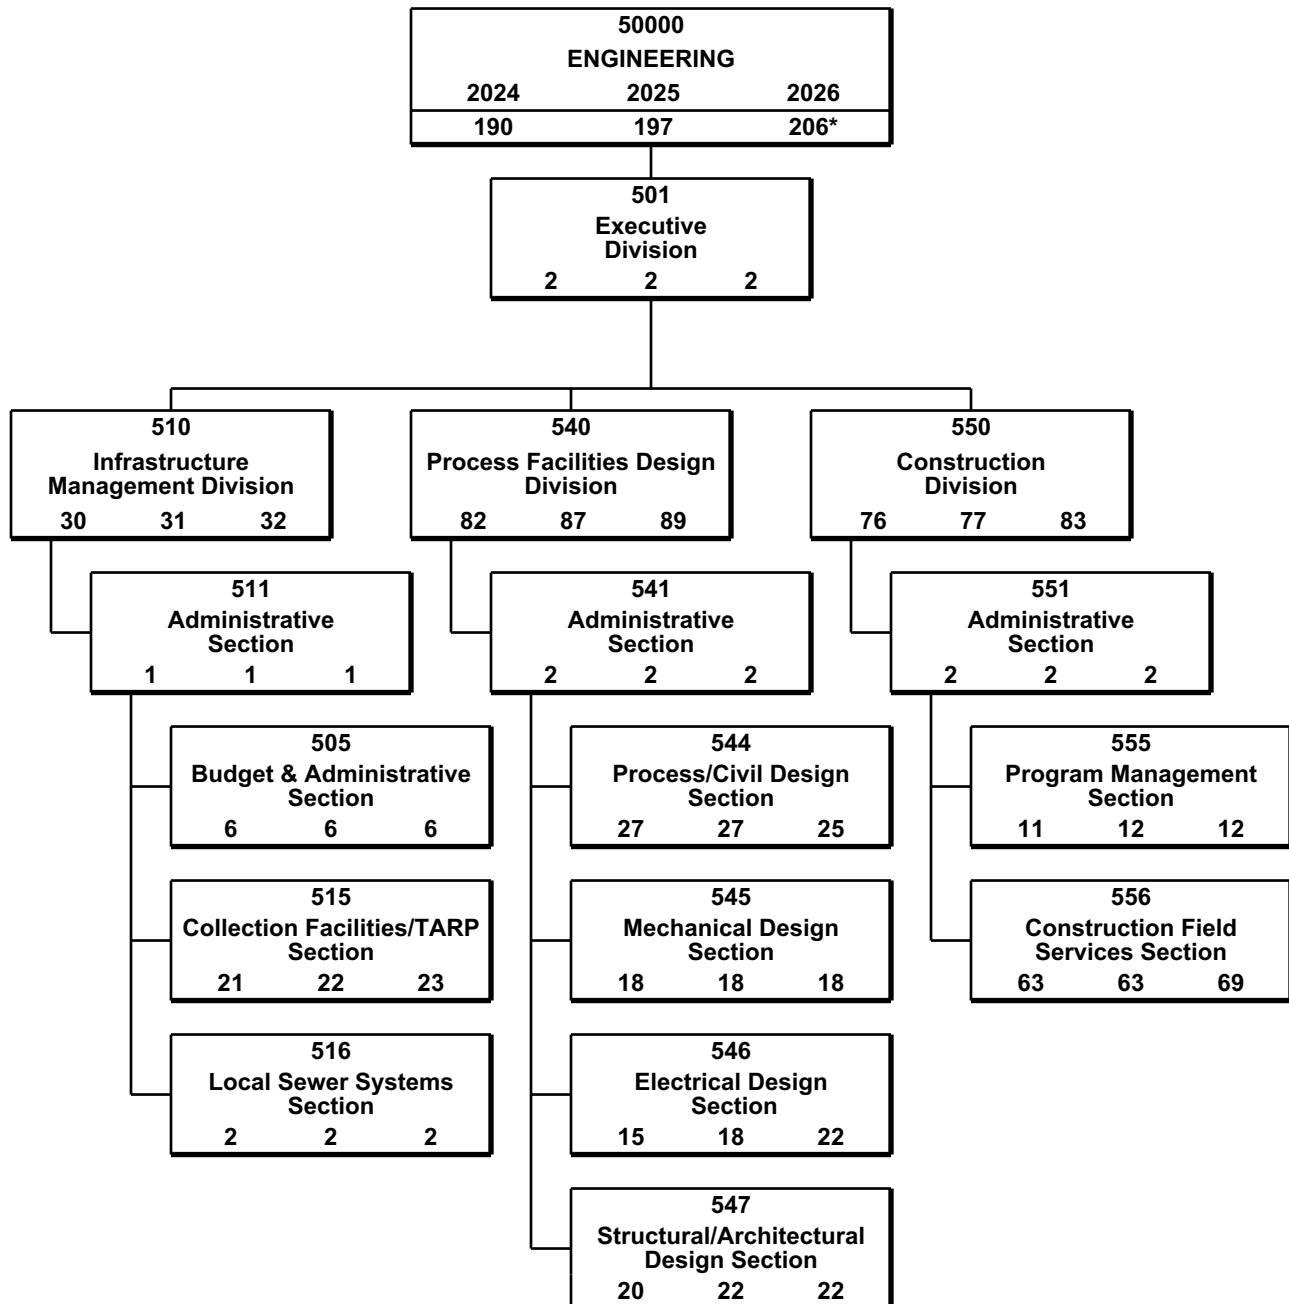 50000
ENGINEERING
2024 2025 2026
190 197 206*
501
Executive
Division
2 2 2
510
Infrastructure
Management Division
30 31 32
540
Process Facilities Design
Division
82 87 89
550
Construction
Division
76 77 83
511
Administrative
Section
1 1 1
541
Administrative
Section
2 2 2
551
Administrative
Section
2 2 2
505
Budget & Administrative
Section
6 6 6
544
Process/Civil Design
Section
27 27 25
555
Program Management
Section
11 12 12
515
Collection Facilities/TARP
Section
21 22 23
545
Mechanical Design
Section
18 18 18
556
Construction Field
Services Section
63 63 69
516
Local Sewer Systems
Section
2 2 2
546
Electrical Design
Section
15 18 22
547
Structural/Architectural
Design Section
20 22 22